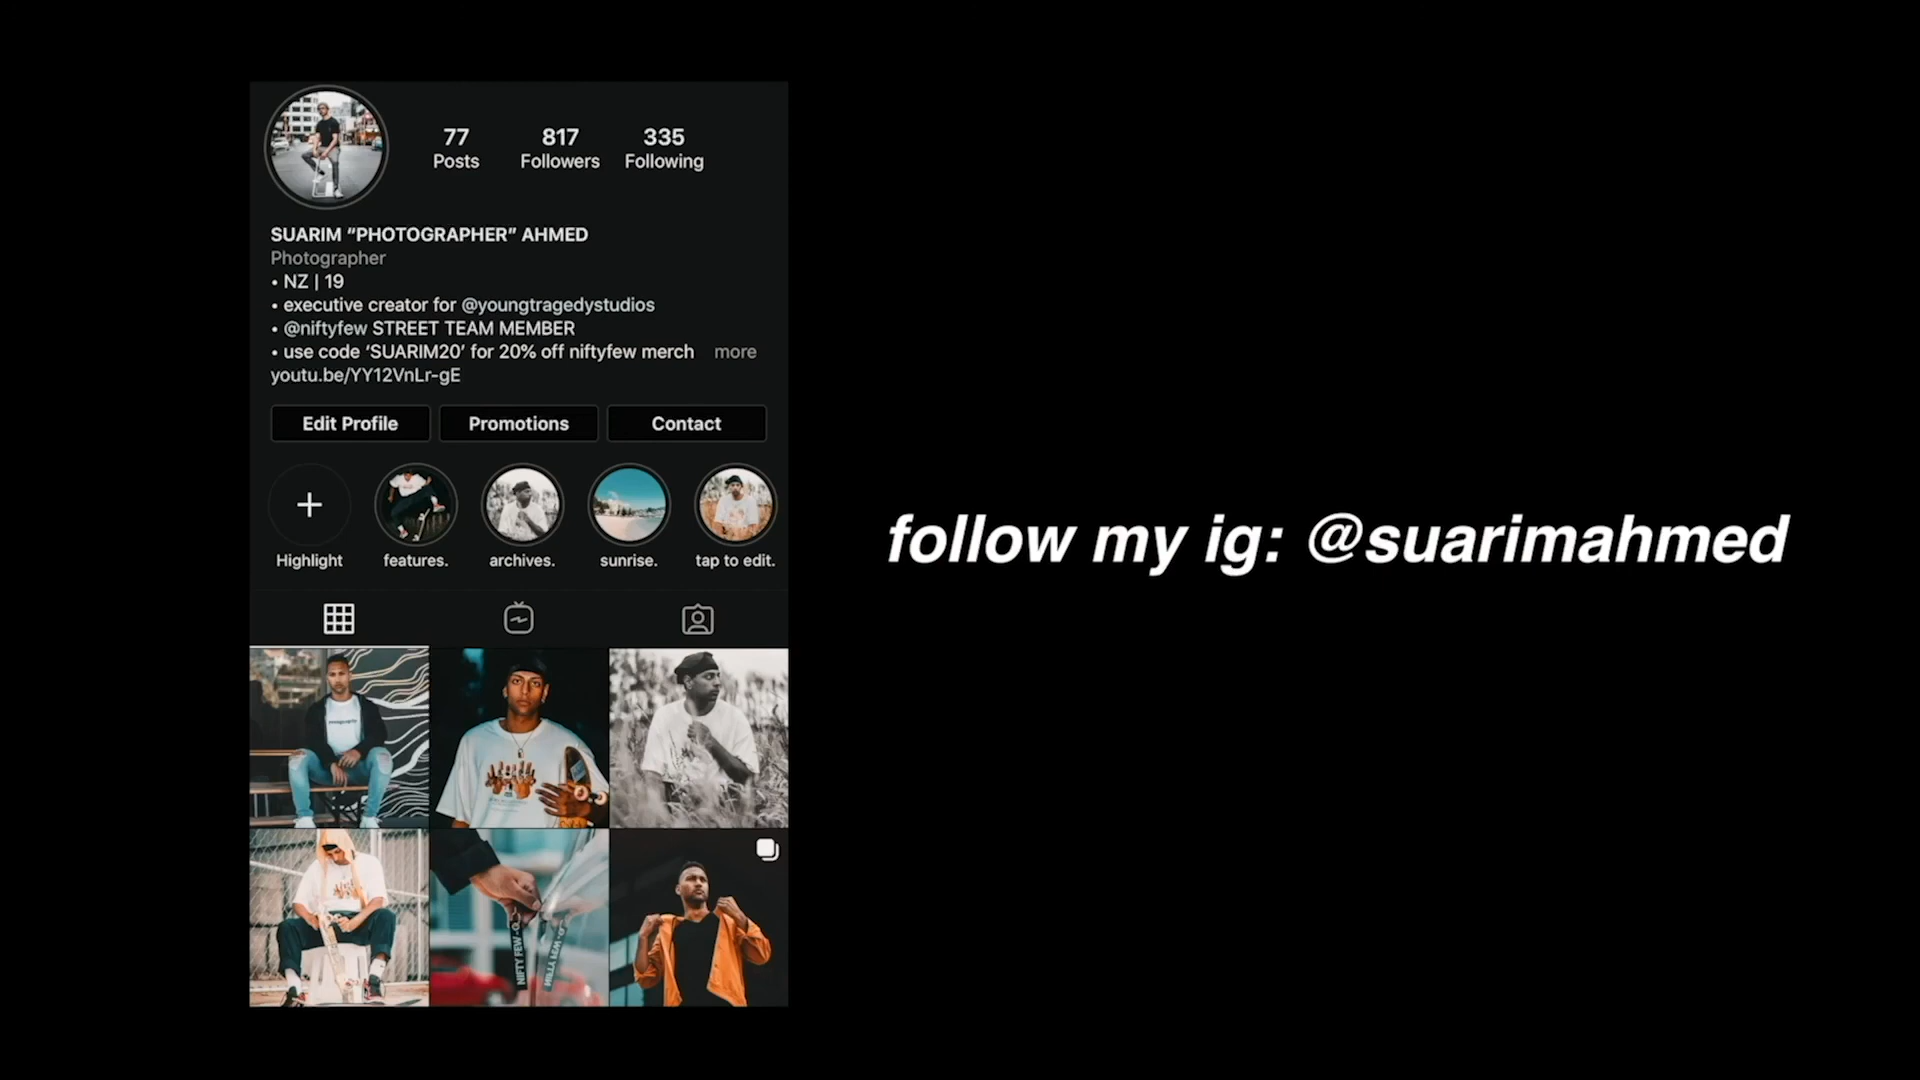 77
Posts
817
Followers
335
Following
SUARIM “PHOTOGRAPHER” AHMED
Photographer
• NZ | 19
• executive creator for @youngtragedystudios
• @niftyfew STREET TEAM MEMBER
• use code ‘SUARIM20’ for 20% off niftyfew merch more
youtu.be/YY12VnLr-gE
Edit Profile
Promotions
Contact
Highlight
features.
archives.
sunrise.
tap to edit.
NIFTY FEW
follow my ig: @suarimahmed